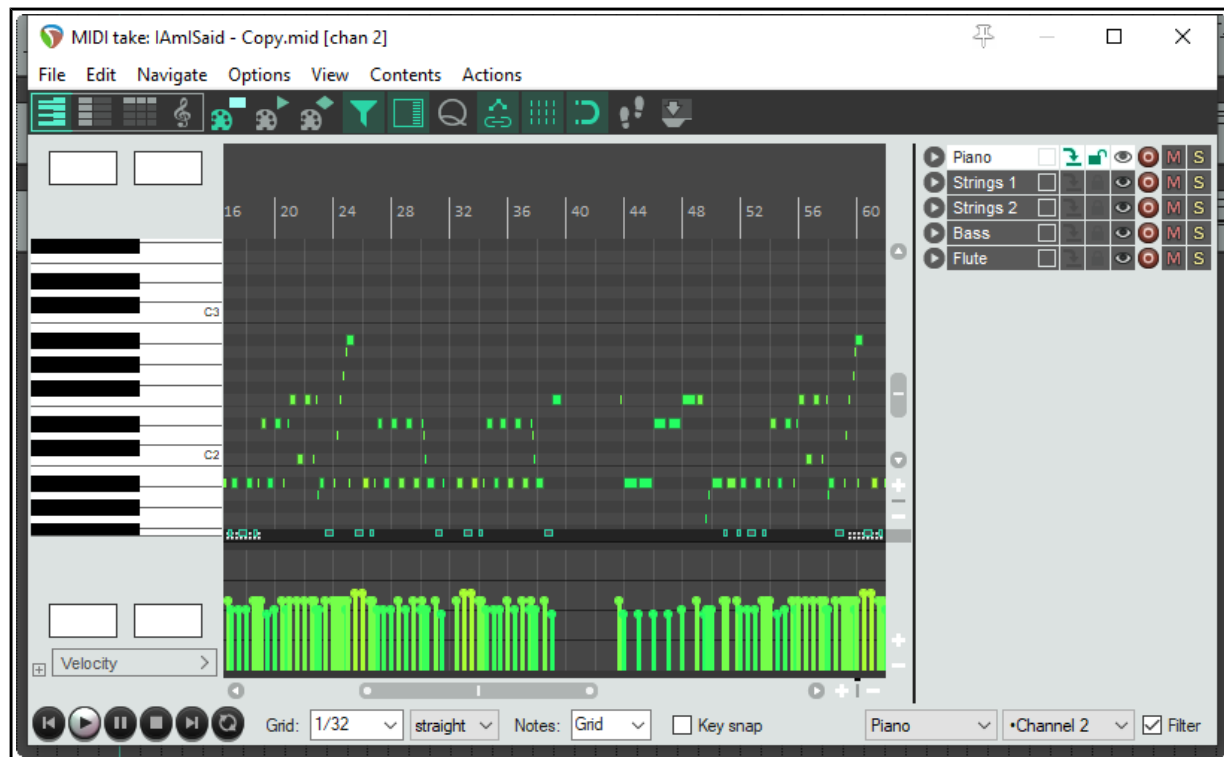 MIDI take: IAmISaid - Copy.mid [chan 2]
File Edit Navigate Options View Contents Actions
16 20 24 28 32 36 40 44 48 52 56 60
C3
C2
Piano M S
Strings 1 M S
Strings 2 M S
Bass M S
Flute M S
Velocity
Grid: 1/32 straight Notes: Grid Key snap Piano •Channel 2 Filter